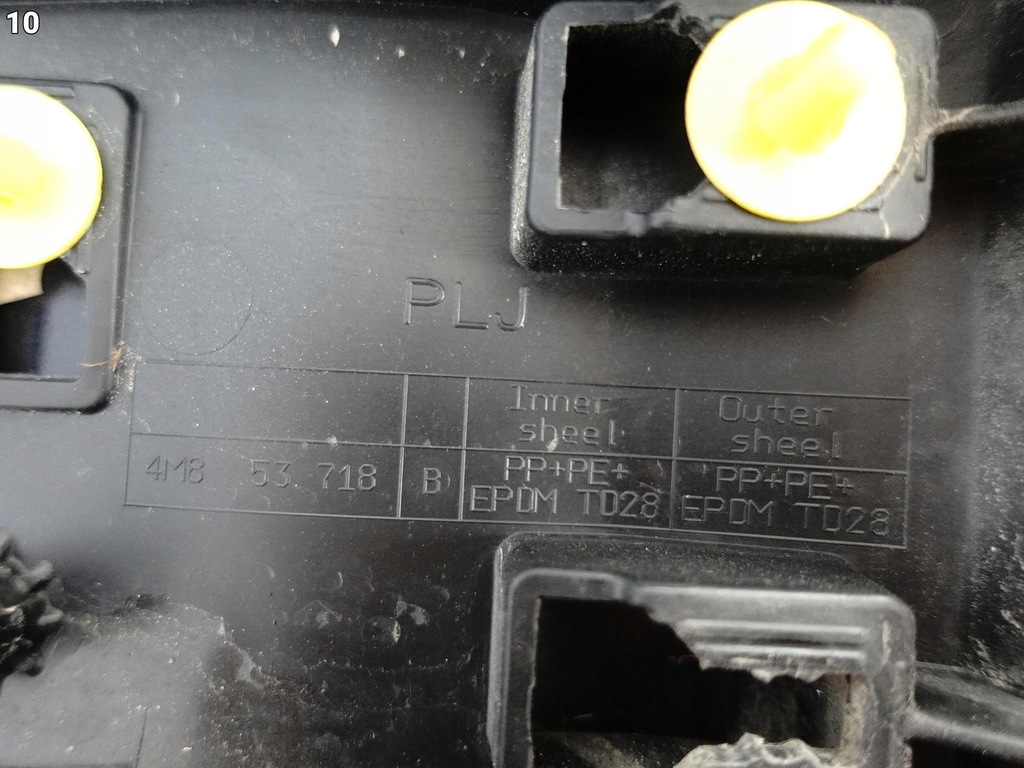 10
PLJ
Inner
sheel
Outer
sheel
4M8 53 718 B
PP+PE+
EPDM TD28
PP+PE+
EPDM TD28